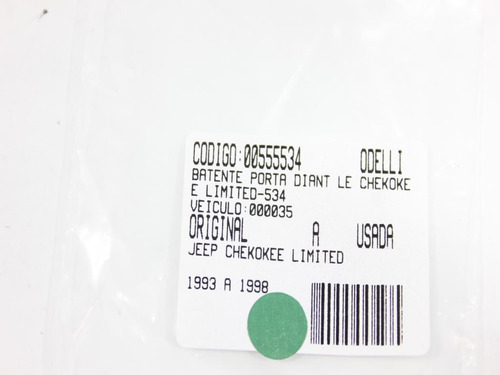 CODIGO:00555534 ODELLI
BATENTE PORTA DIANT LE CHEKOKE
E LIMITED-534
VEICULO:000035
ORIGINAL A USADA
JEEP CHEKOKEE LIMITED
1993 A 1998